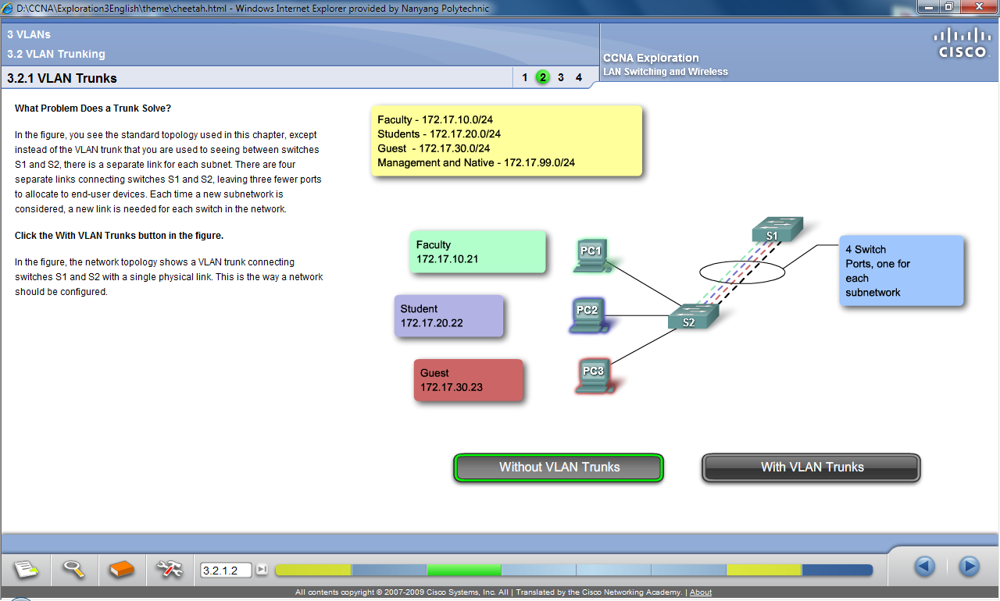 D:\CCNA\Exploration3English\theme\cheetah.html - Windows Internet Explorer provided by Nanyang Polytechnic
3 VLANs
3.2 VLAN Trunking
CCNA Exploration
LAN Switching and Wireless
CISCO
3.2.1 VLAN Trunks
1 2 3 4
What Problem Does a Trunk Solve?
In the figure, you see the standard topology used in this chapter, except
instead of the VLAN trunk that you are used to seeing between switches
S1 and S2, there is a separate link for each subnet. There are four
separate links connecting switches S1 and S2, leaving three fewer ports
to allocate to end-user devices. Each time a new subnetwork is
considered, a new link is needed for each switch in the network.
Click the With VLAN Trunks button in the figure.
In the figure, the network topology shows a VLAN trunk connecting
switches S1 and S2 with a single physical link. This is the way a network
should be configured.
Faculty - 172.17.10.0/24
Students - 172.17.20.0/24
Guest - 172.17.30.0/24
Management and Native - 172.17.99.0/24
Faculty
172.17.10.21
PC1
Student
172.17.20.22
PC2
Guest
172.17.30.23
PC3
S1
S2
4 Switch
Ports, one for
each
subnetwork
Without VLAN Trunks
With VLAN Trunks
3.2.1.2
All contents copyright © 2007-2009 Cisco Systems, Inc. All | Translated by the Cisco Networking Academy. | About